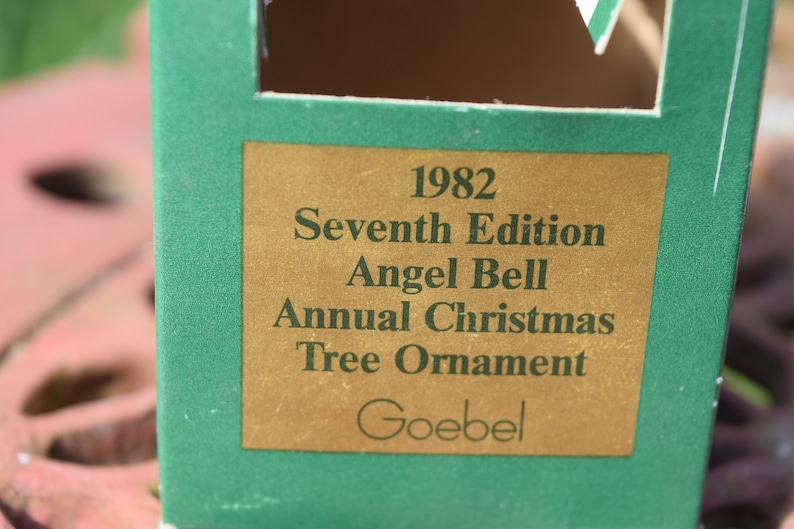 1982
Seventh Edition
Angel Bell
Annual Christmas
Tree Ornament
Goebel